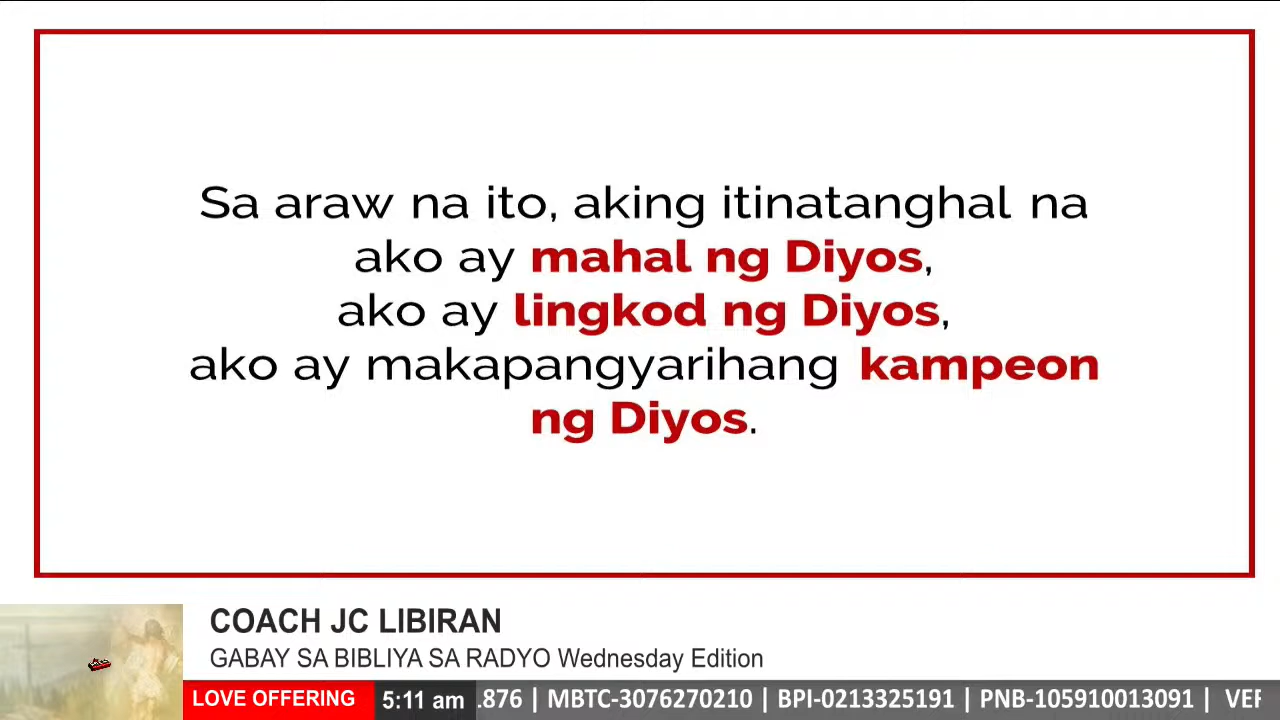 Sa araw na ito, aking itinatanghal na
ako ay mahal ng Diyos,
ako ay lingkod ng Diyos,
ako ay makapangyarihang kampeon
ng Diyos.
COACH JC LIBIRAN
GABAY SA BIBLIYA SA RADYO Wednesday Edition
LOVE OFFERING 5:11 am .876 | MBTC-3076270210 | BPI-0213325191 | PNB-105910013091 |